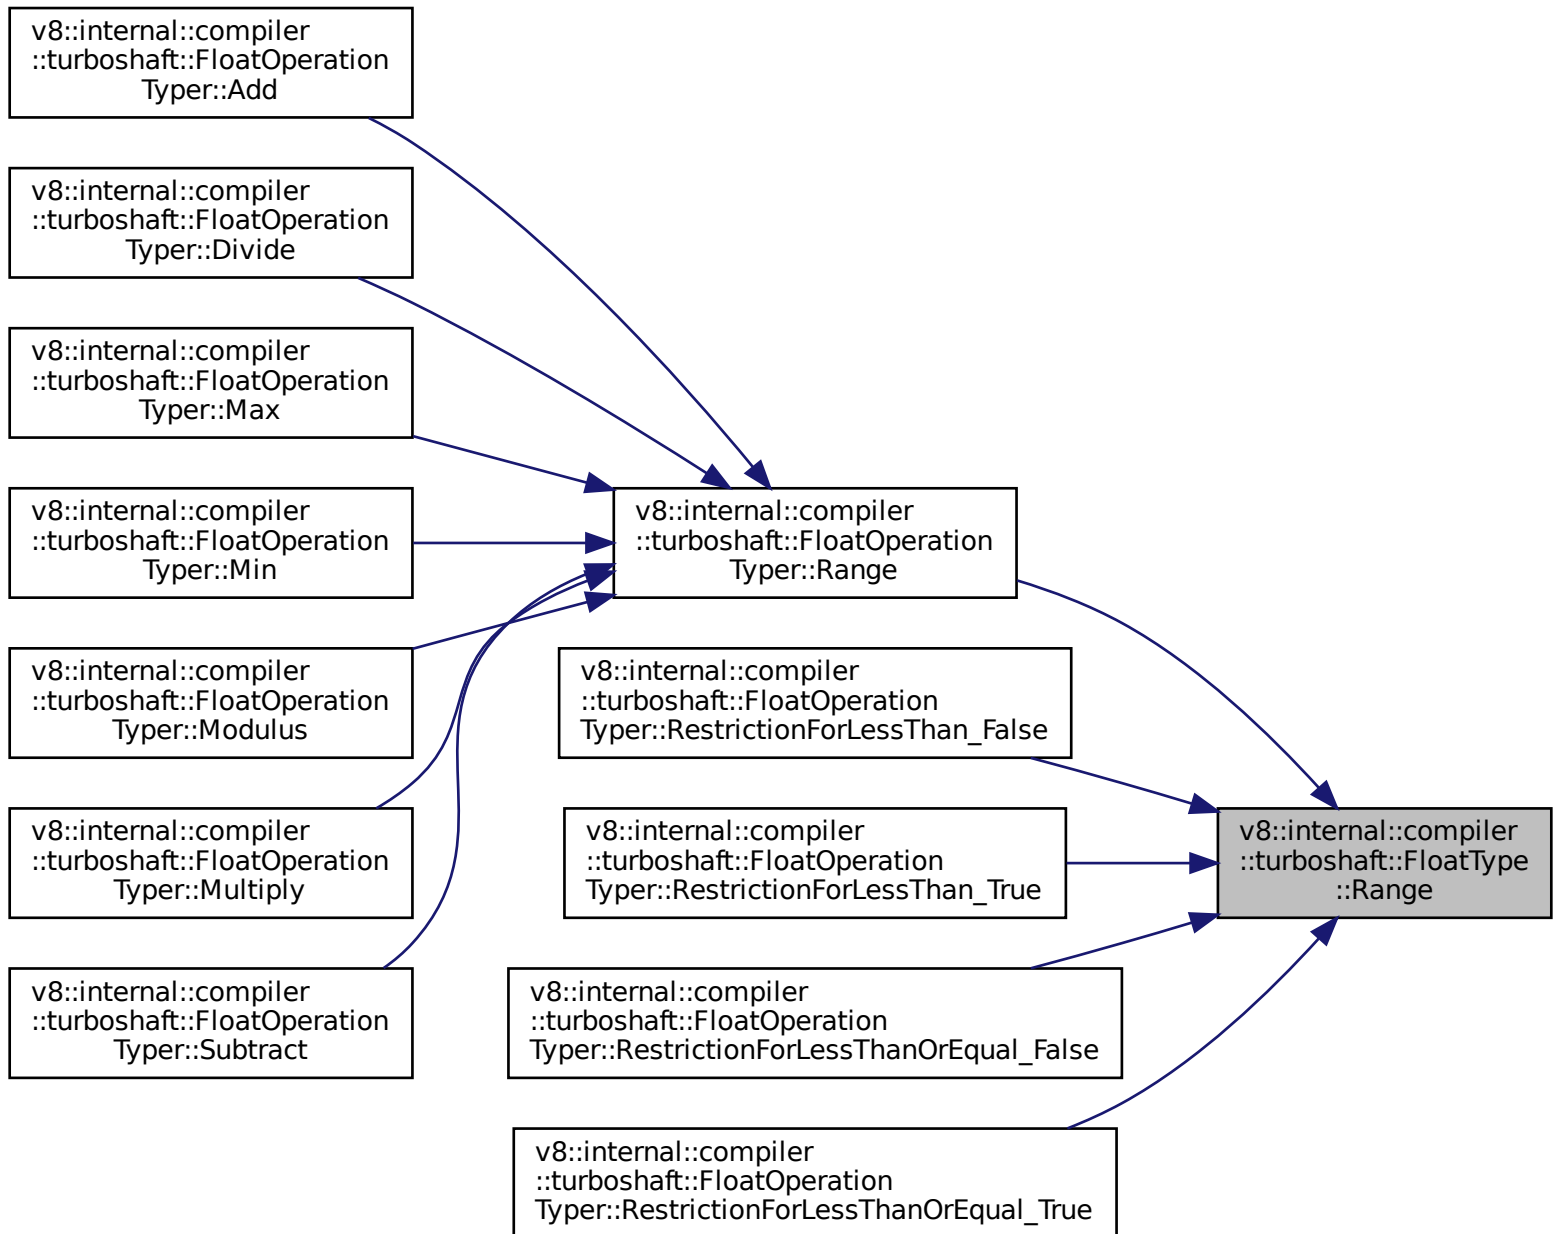 v8::internal::compiler
::turboshaft::FloatOperation
Typer::Add
v8::internal::compiler
::turboshaft::FloatOperation
Typer::Divide
v8::internal::compiler
::turboshaft::FloatOperation
Typer::Max
v8::internal::compiler
::turboshaft::FloatOperation
Typer::Min
v8::internal::compiler
::turboshaft::FloatOperation
Typer::Modulus
v8::internal::compiler
::turboshaft::FloatOperation
Typer::Multiply
v8::internal::compiler
::turboshaft::FloatOperation
Typer::Subtract
v8::internal::compiler
::turboshaft::FloatOperation
Typer::Range
v8::internal::compiler
::turboshaft::FloatOperation
Typer::RestrictionForLessThan_False
v8::internal::compiler
::turboshaft::FloatOperation
Typer::RestrictionForLessThan_True
v8::internal::compiler
::turboshaft::FloatOperation
Typer::RestrictionForLessThanOrEqual_False
v8::internal::compiler
::turboshaft::FloatOperation
Typer::RestrictionForLessThanOrEqual_True
v8::internal::compiler
::turboshaft::FloatType
::Range